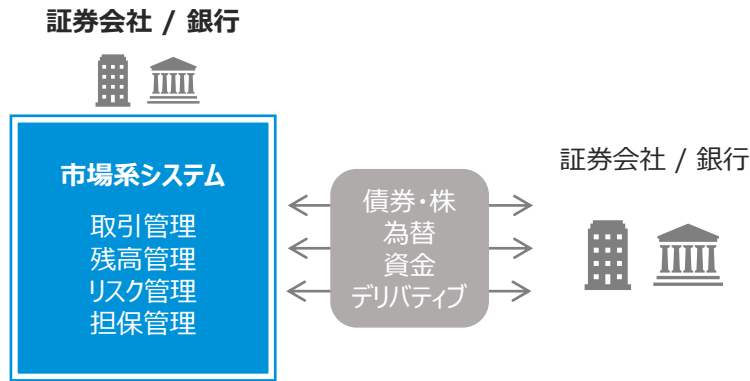 証券会社 / 銀行
市場系システム
取引管理
残高管理
リスク管理
担保管理
債券・株
為替
資金
デリバティブ
証券会社 / 銀行